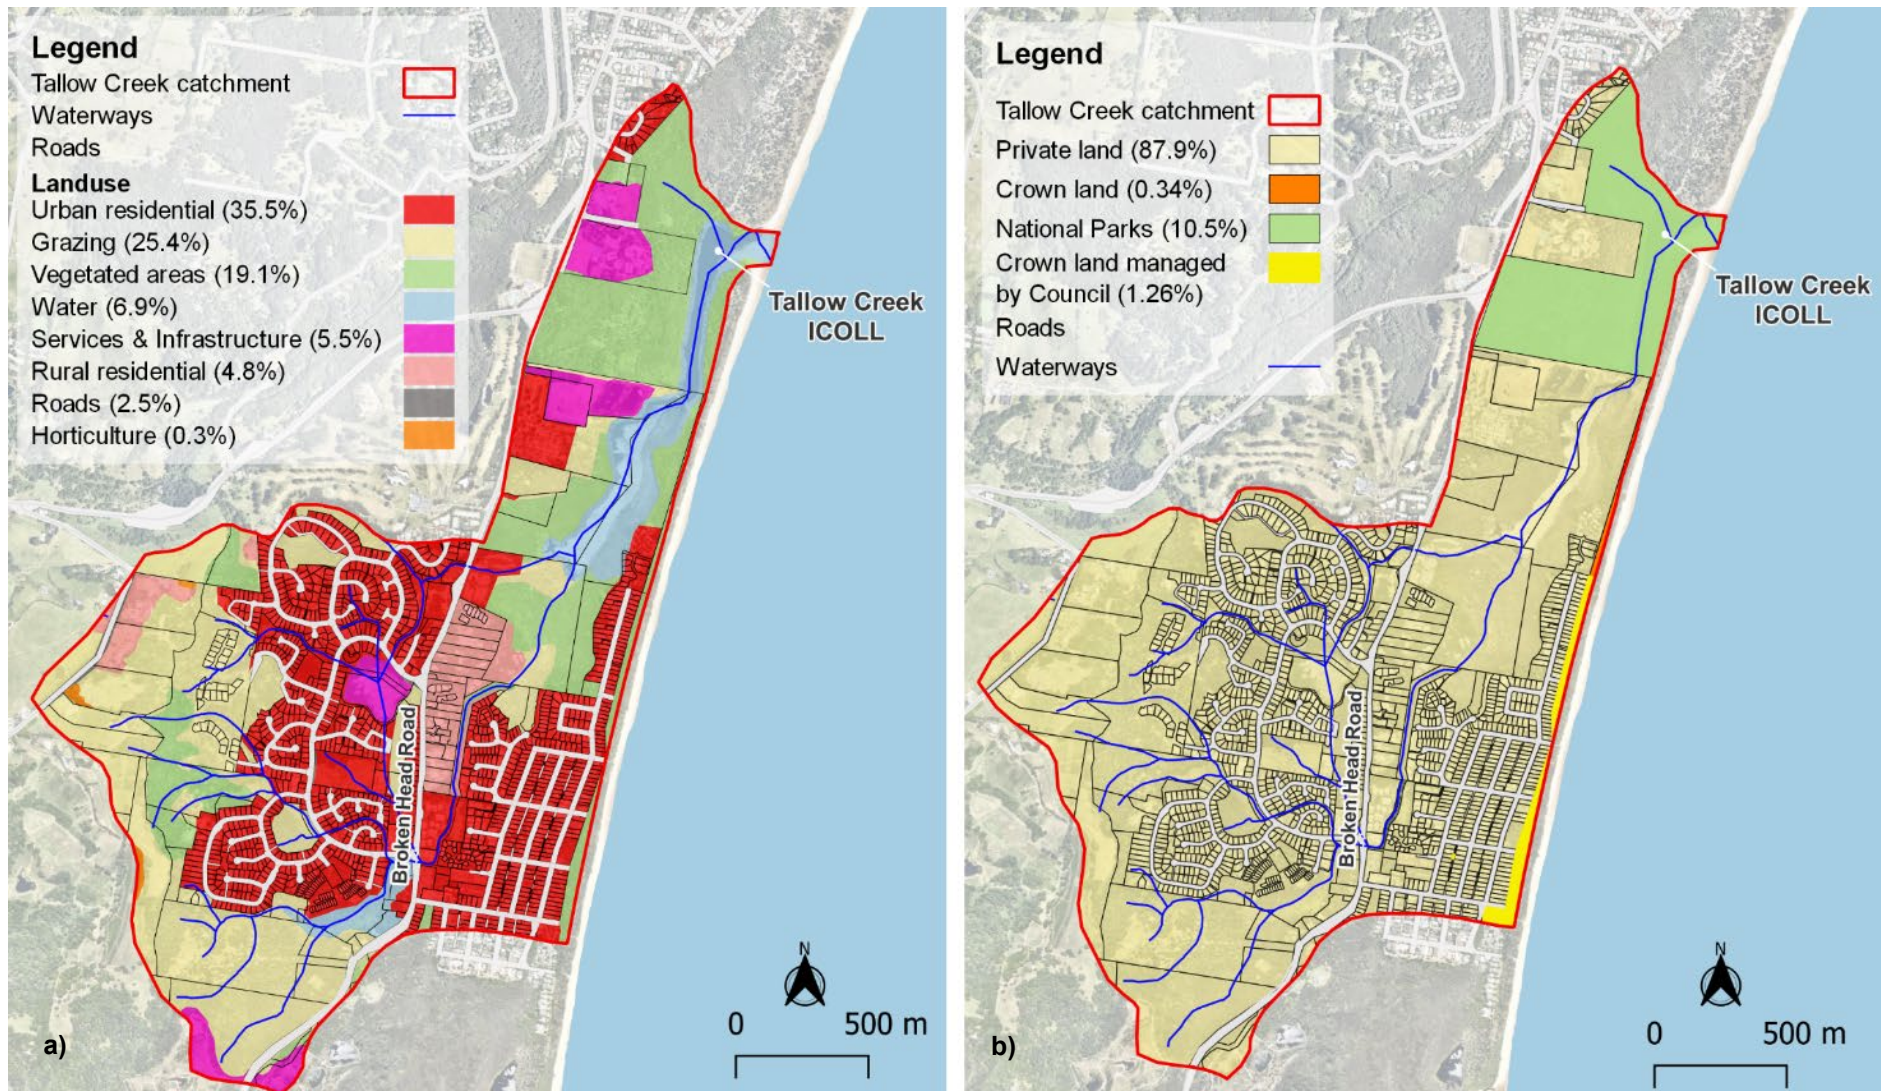 Legend
Tallow Creek catchment
Waterways
Roads
Landuse
Urban residential (35.5%)
Grazing (25.4%)
Vegetated areas (19.1%)
Water (6.9%)
Services & Infrastructure (5.5%)
Rural residential (4.8%)
Roads (2.5%)
Horticulture (0.3%)
Tallow Creek
ICOLL
Broken Head Road
N
0 500 m
a)
Legend
Tallow Creek catchment
Private land (87.9%)
Crown land (0.34%)
National Parks (10.5%)
Crown land managed
by Council (1.26%)
Roads
Waterways
Tallow Creek
ICOLL
Broken Head Road
N
0 500 m
b)